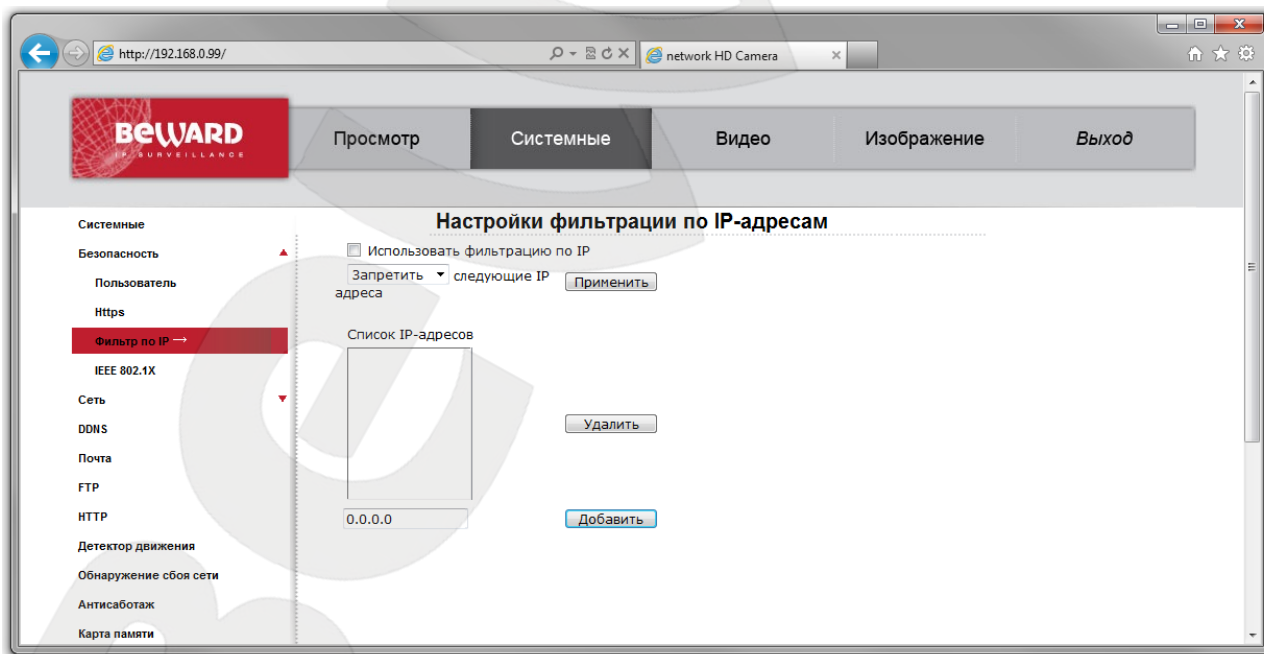 http://192.168.0.99/
network HD Camera
BEWARD
IP SURVEILLANCE
Просмотр
Системные
Видео
Изображение
Выход
Настройки фильтрации по IP-адресам
Системные
Безопасность
Пользователь
Https
Фильтр по IP →
IEEE 802.1X
Сеть
DDNS
Почта
FTP
HTTP
Детектор движения
Обнаружение сбоя сети
Антисаботаж
Карта памяти
Использовать фильтрацию по IP
Запретить следующие IP
адреса
Применить
Список IP-адресов
Удалить
0.0.0.0
Добавить